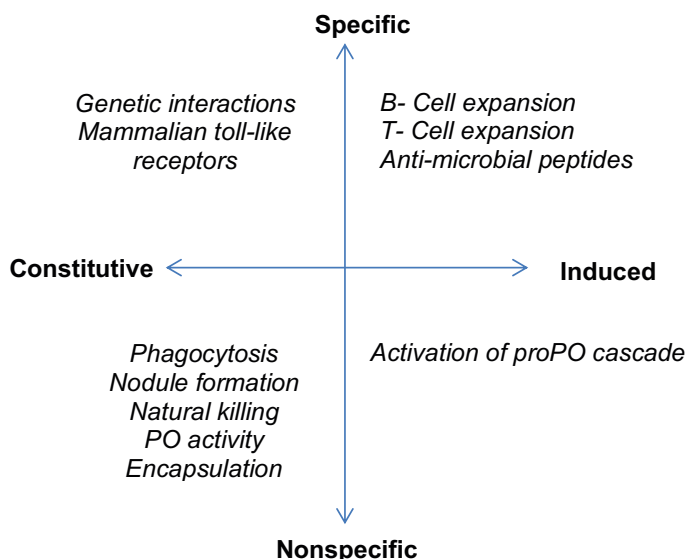 Specific
Genetic interactions
Mammalian toll-like
receptors
B- Cell expansion
T- Cell expansion
Anti-microbial peptides
Constitutive
Induced
Phagocytosis
Nodule formation
Natural killing
PO activity
Encapsulation
Activation of proPO cascade
Nonspecific